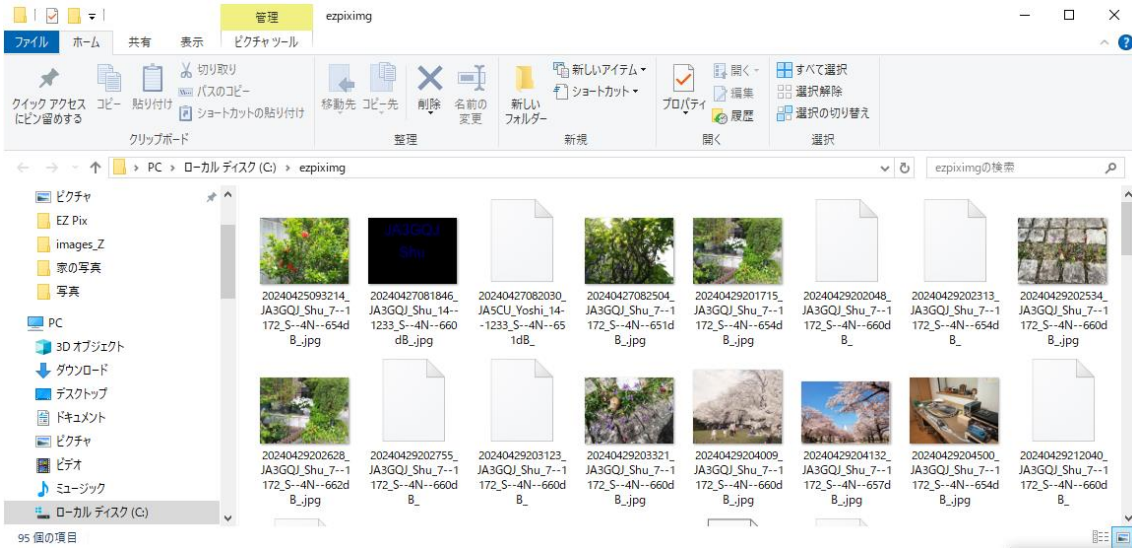 管理
ezpiximg
ファイル
ホーム
共有
表示
ピクチャ ツール
クイック アクセス
にピン留めする
コピー
貼り付け
切り取り
パスのコピー
ショートカットの貼り付け
クリップボード
移動先
コピー先
削除
名前の
変更
整理
新しい
フォルダー
新しいアイテム
ショートカット
新規
プロパティ
開く
編集
履歴
開く
すべて選択
選択解除
選択の切り替え
選択
PC > ローカル ディスク (C:) > ezpiximg
ezpiximgの検索
ピクチャ
EZ Pix
images_Z
家の写真
写真
PC
3D オブジェクト
ダウンロード
デスクトップ
ドキュメント
ピクチャ
ビデオ
ミュージック
ローカル ディスク (C:)
20240425093214_
JA3GQJ_Shu_7--1
172_S--4N--654d
B_.jpg
JA3GQJ
Shu
20240427081846_
JA3GQJ_Shu_14--
1233_S--4N--660
dB_.jpg
20240427082030_
JA5CU_Yoshi_14-
-1233_S--4N--65
1dB_
20240427082504_
JA3GQJ_Shu_7--1
172_S--4N--651d
B_.jpg
20240429201715_
JA3GQJ_Shu_7--1
172_S--4N--654d
B_.jpg
20240429202048_
JA3GQJ_Shu_7--1
172_S--4N--660d
B_
20240429202313_
JA3GQJ_Shu_7--1
172_S--4N--654d
B_
20240429202534_
JA3GQJ_Shu_7--1
172_S--4N--660d
B_.jpg
20240429202628_
JA3GQJ_Shu_7--1
172_S--4N--662d
B_.jpg
20240429202755_
JA3GQJ_Shu_7--1
172_S--4N--660d
B_
20240429203123_
JA3GQJ_Shu_7--1
172_S--4N--660d
B_
20240429203321_
JA3GQJ_Shu_7--1
172_S--4N--660d
B_.jpg
20240429204009_
JA3GQJ_Shu_7--1
172_S--4N--660d
B_.jpg
20240429204132_
JA3GQJ_Shu_7--1
172_S--4N--657d
B_.jpg
20240429204500_
JA3GQJ_Shu_7--1
172_S--4N--654d
B_.jpg
20240429212040_
JA3GQJ_Shu_7--1
172_S--4N--660d
B_
95 個の項目